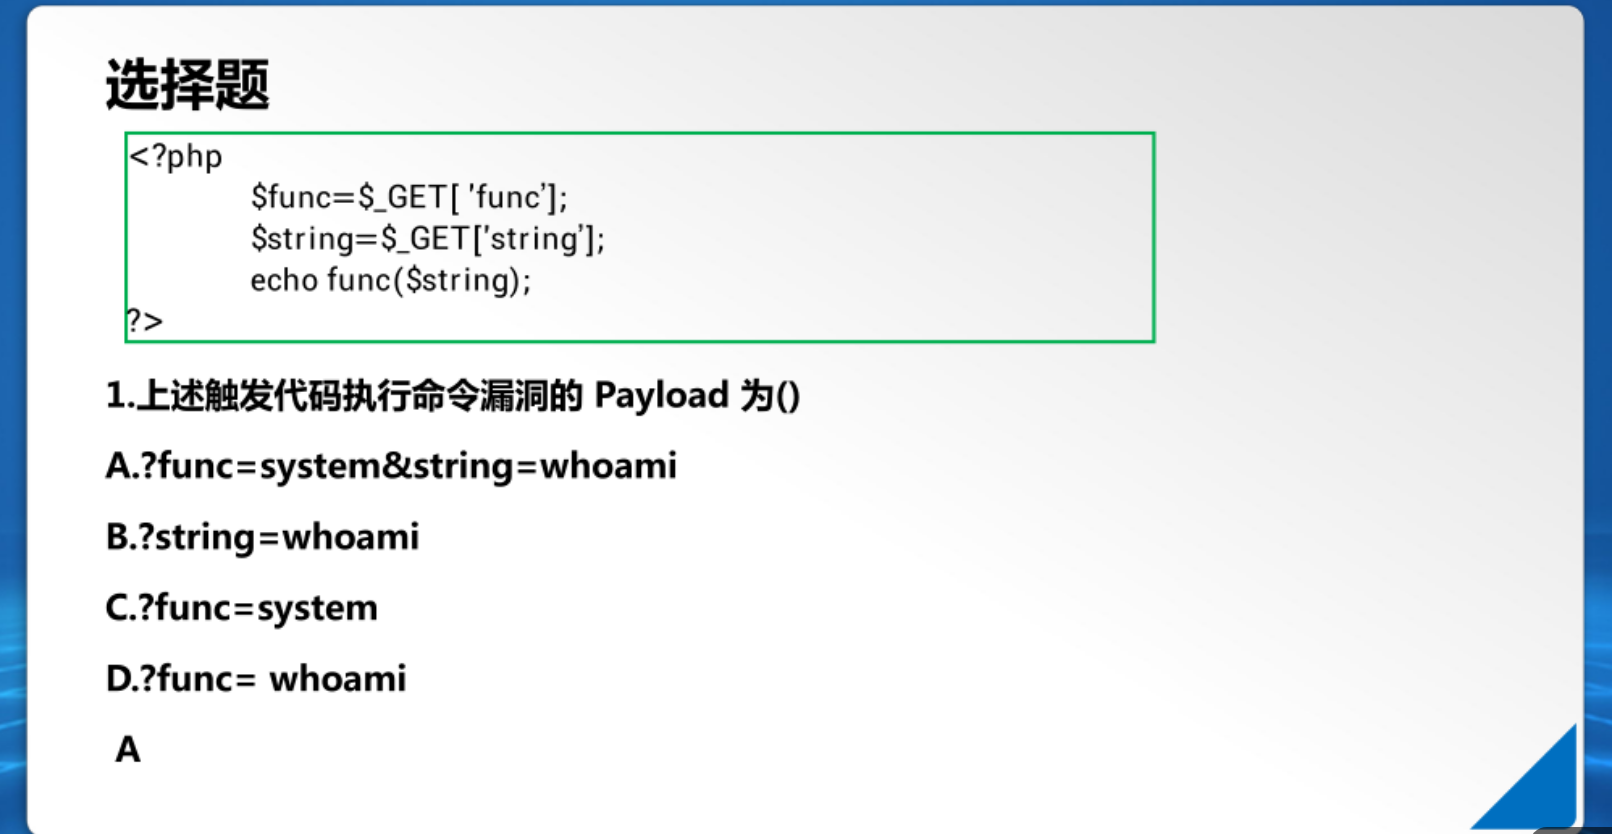 选择题
<?php
$func=$_GET[ 'func’];
$string=$_GET['string’];
echo func($string);
?>
1.上述触发代码执行命令漏洞的 Payload 为()
A.?func=system&string=whoami
B.?string=whoami
C.?func=system
D.?func= whoami
A